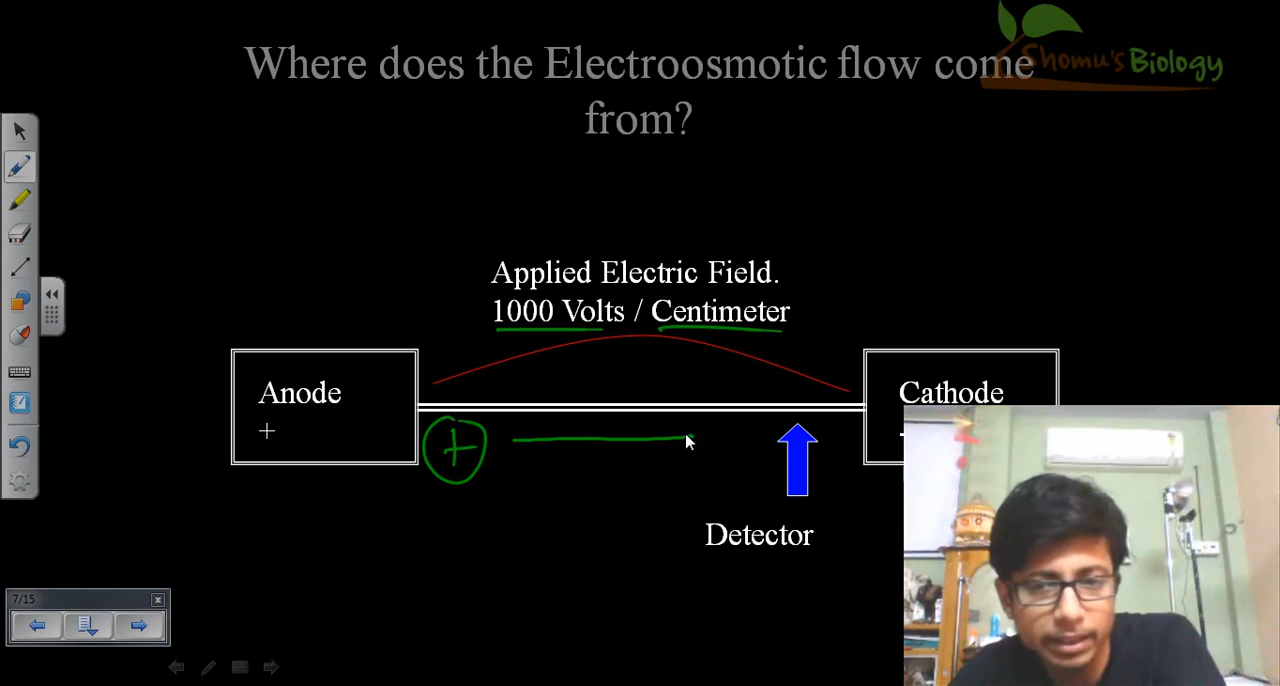 Where does the Electroosmotic flow come
from?
Shomu's Biology
Applied Electric Field.
1000 Volts / Centimeter
Anode
+
Cathode
-
+
Detector
7/15